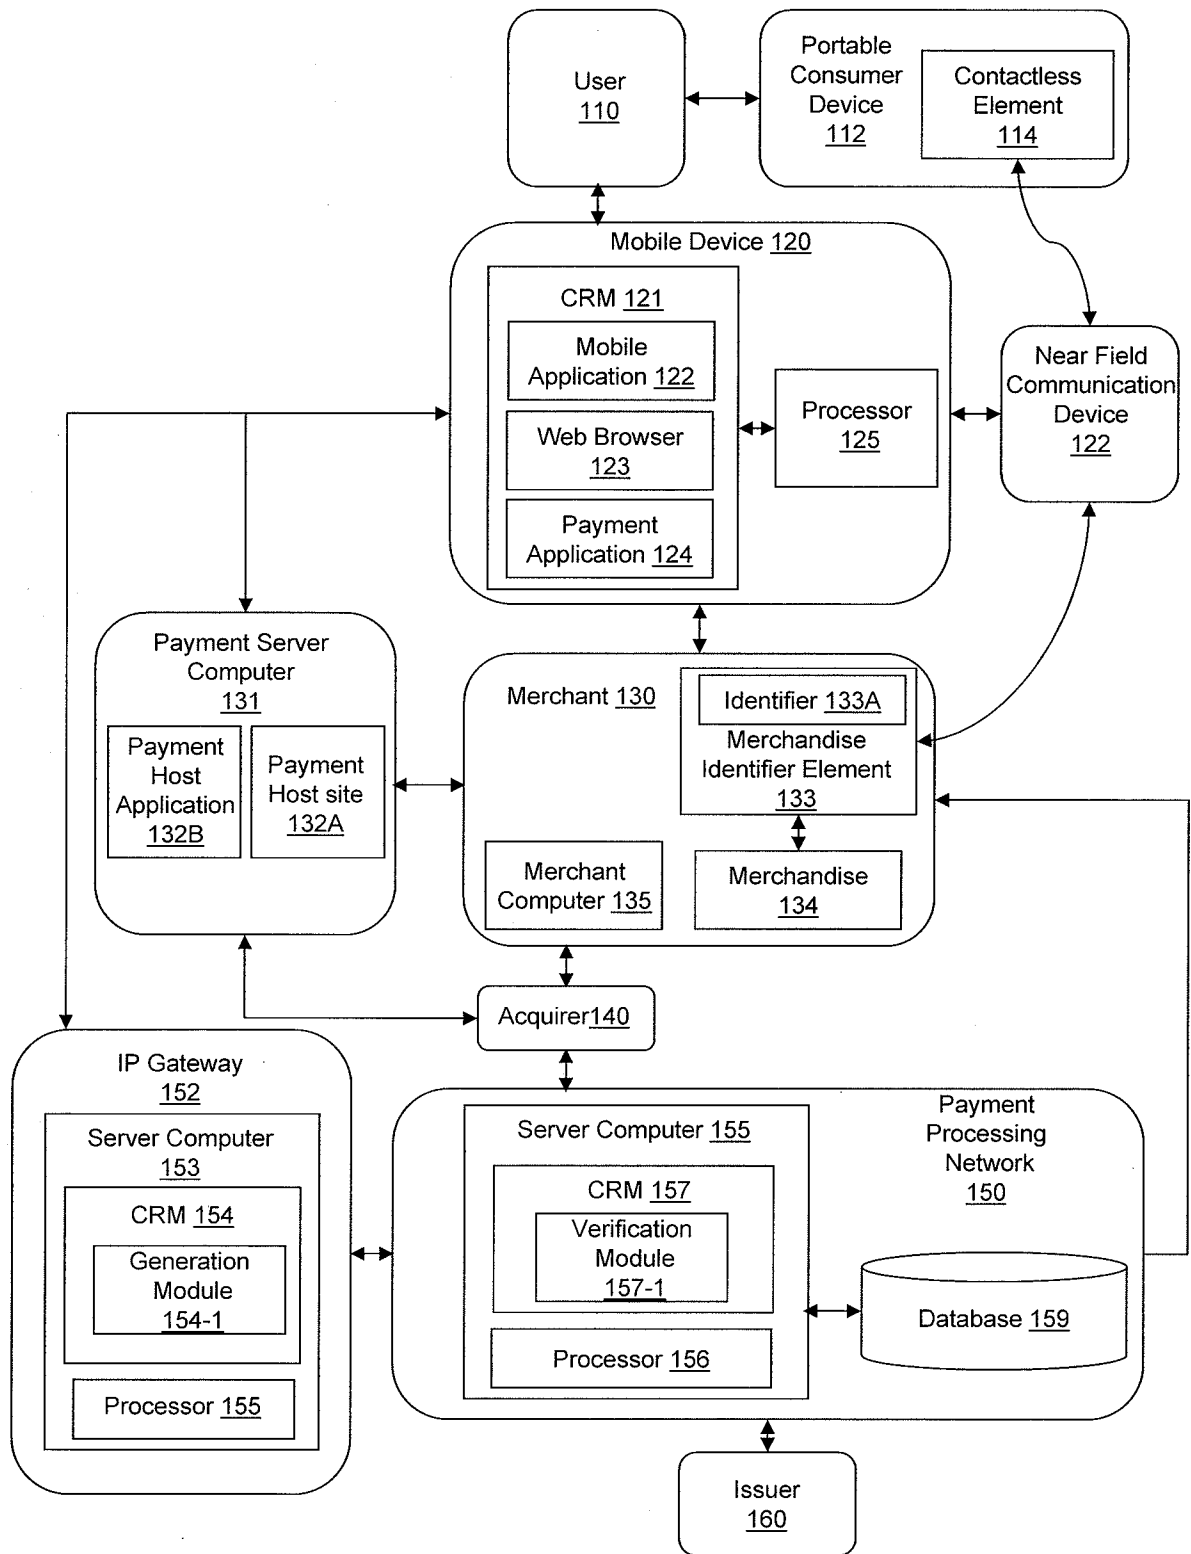 User
110
Portable
Consumer
Device
112
Contactless
Element
114
Mobile Device 120
CRM 121
Mobile
Application 122
Web Browser
123
Payment
Application 124
Processor
125
Near Field
Communication
Device
122
Payment Server
Computer
131
Payment
Host
Application
132B
Payment
Host site
132A
Merchant 130
Identifier 133A
Merchandise
Identifier Element
133
Merchant
Computer 135
Merchandise
134
Acquirer140
IP Gateway
152
Server Computer
153
CRM 154
Generation
Module
154-1
Processor 155
Server Computer 155
CRM 157
Verification
Module
157-1
Processor 156
Payment
Processing
Network
150
Database 159
Issuer
160